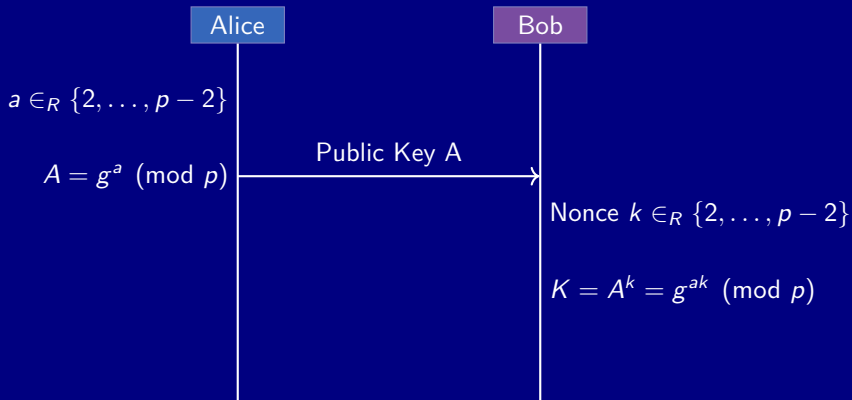 Alice
Bob
a ∈_R {2, . . . , p − 2}
Public Key A
A = g^a (mod p)
Nonce k ∈_R {2, . . . , p − 2}
K = A^k = g^{ak} (mod p)